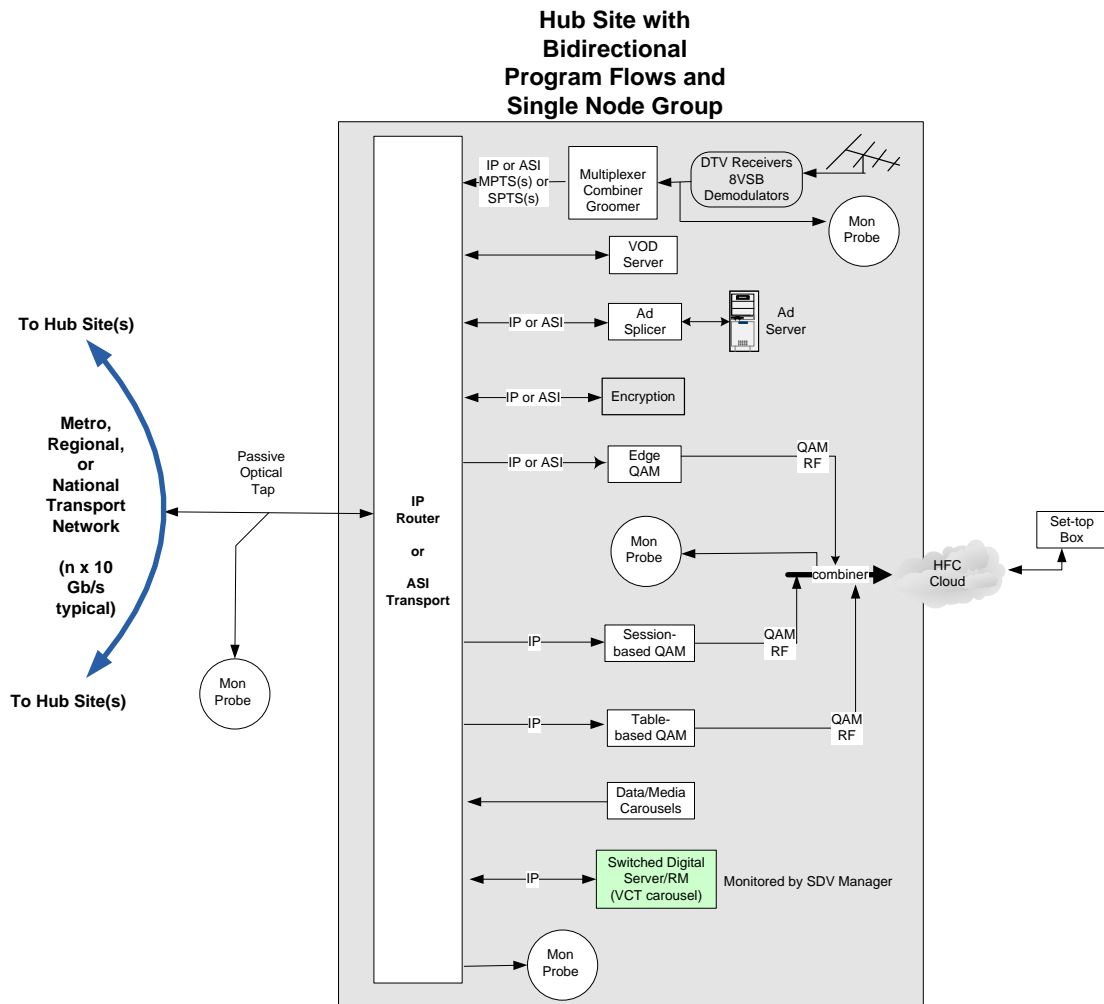 Hub Site with
Bidirectional
Program Flows and
Single Node Group
IP or ASI
MPTS(s) or
SPTS(s)
Multiplexer
Combiner
Groomer
DTV Receivers
8VSB
Demodulators
Mon
Probe
VOD
Server
To Hub Site(s)
IP or ASI
Ad
Splicer
Ad
Server
IP or ASI
Encryption
Metro,
Regional,
or
National
Transport
Network
(n x 10
Gb/s
typical)
Passive
Optical
Tap
IP or ASI
Edge
QAM
QAM
RF
IP
Router
or
ASI
Transport
Mon
Probe
combiner
HFC
Cloud
Set-top
Box
IP
Session-
based QAM
QAM
RF
To Hub Site(s)
Mon
Probe
IP
Table-
based QAM
QAM
RF
Data/Media
Carousels
IP
Switched Digital
Server/RM
(VCT carousel)
Monitored by SDV Manager
Mon
Probe